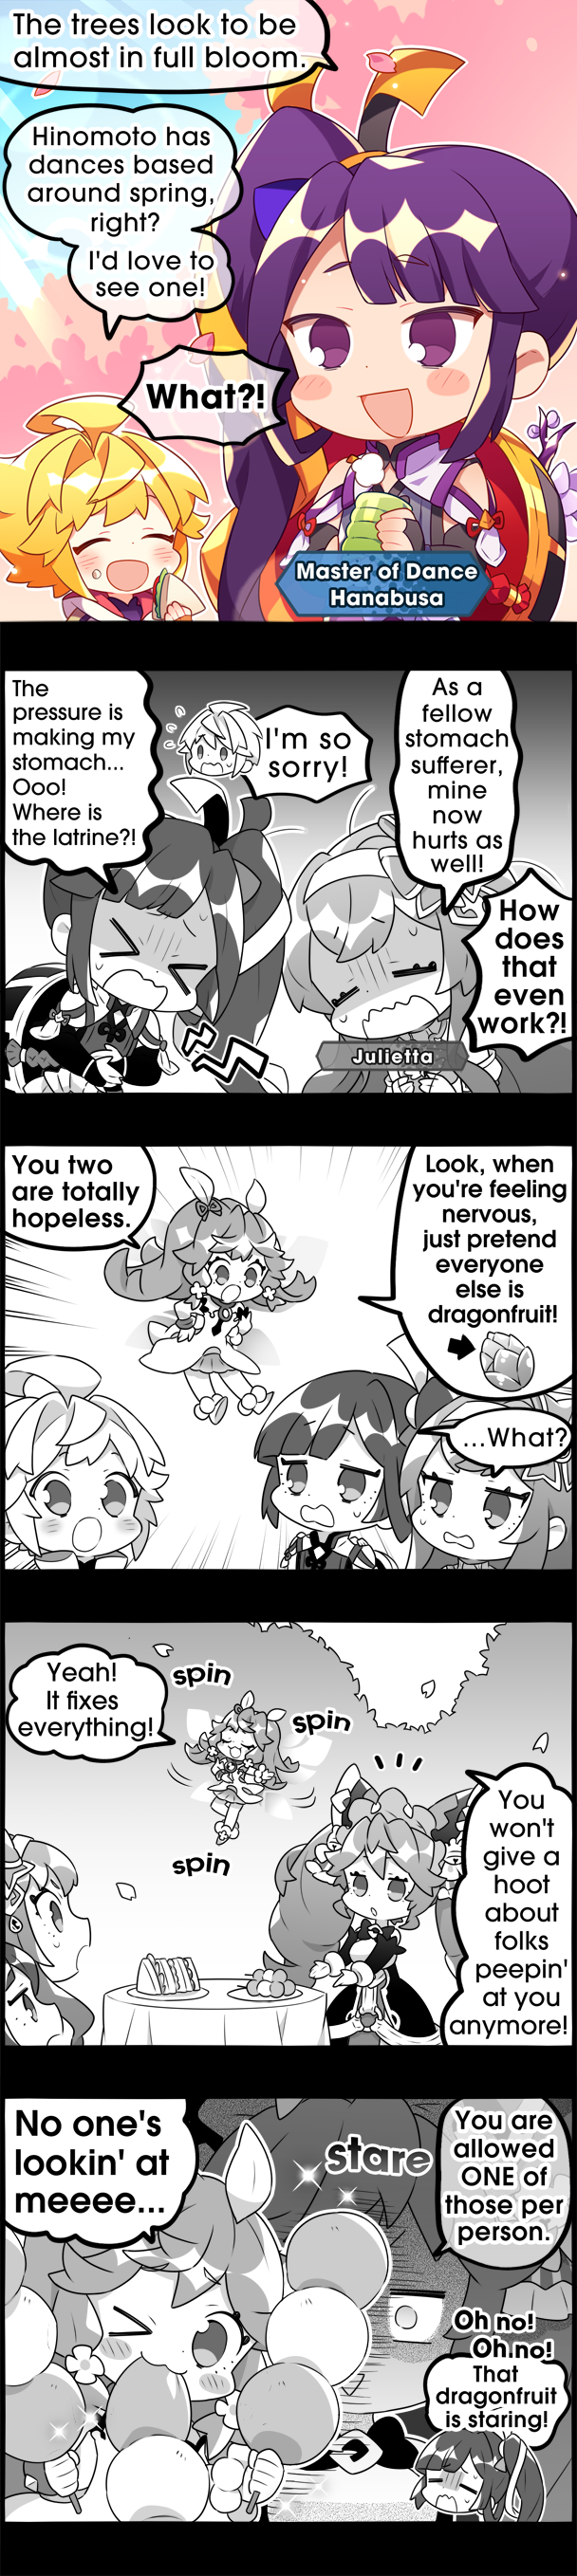 The trees look to be
almost in full bloom.
Hinomoto has
dances based
around spring,
right?
I'd love to
see one!
What?!
Master of Dance
Hanabusa
The
pressure is
making my
stomach...
Ooo!
Where is
the latrine?!
I'm so
sorry!
As a
fellow
stomach
sufferer,
mine
now
hurts as
well!
How
does
that
even
work?!
Julietta
You two
are totally
hopeless.
Look, when
you're feeling
nervous,
just pretend
everyone
else is
dragonfruit!
...What?
Yeah!
It fixes
everything!
spin
spin
spin
You
won't
give a
hoot
about
folks
peepin'
at you
anymore!
No one's
lookin' at
meeee...
stare
You are
allowed
ONE of
those per
person.
Oh no!
Oh no!
That
dragonfruit
is staring!